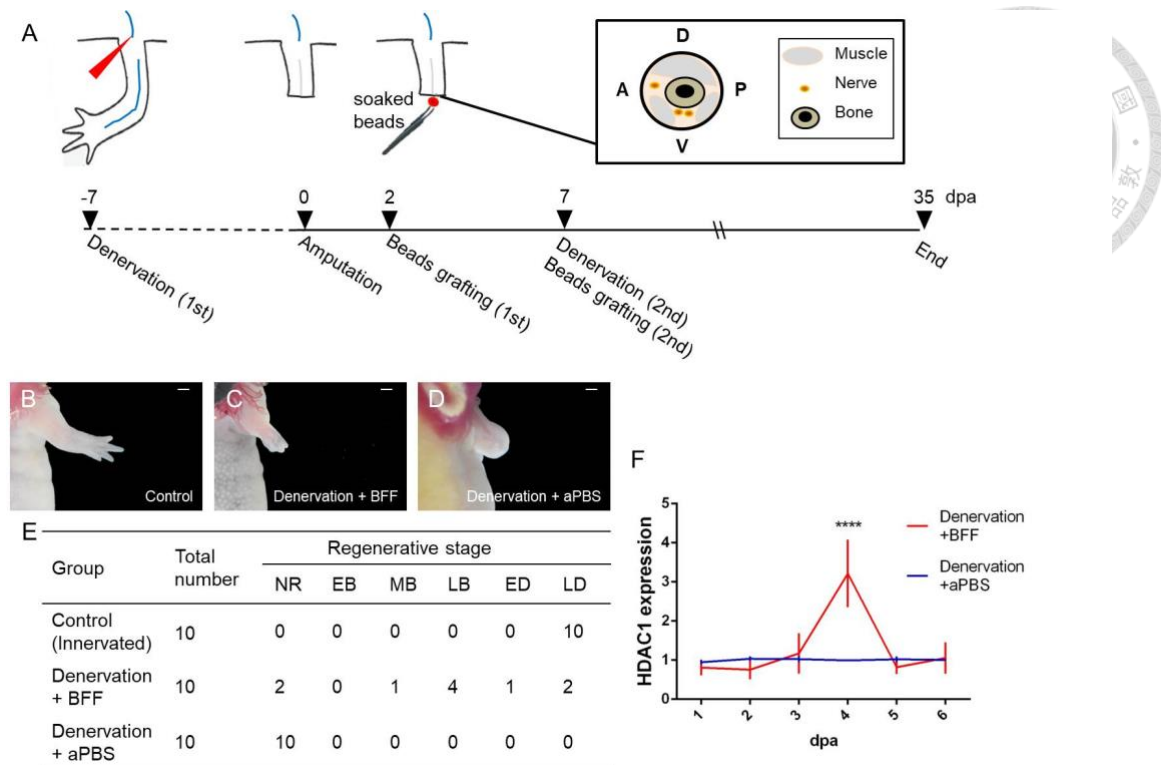 A
soaked
beads
D
A
P
V
Muscle
Nerve
Bone
-7
0
2
7
35 dpa
Denervation (1st)
Amputation
Beads grafting (1st)
Denervation (2nd)
Beads grafting (2nd)
End
B
Control
C
Denervation + BFF
D
Denervation + aPBS
E
Group
Total
number
Regenerative stage
NR EB MB LB ED LD
Control
(Innervated)
10 0 0 0 0 0 10
Denervation
+ BFF
10 2 0 1 4 1 2
Denervation
+ aPBS
10 10 0 0 0 0 0
F
HDAC1 expression
5
4
3
2
1
0
****
1 2 3 4 5 6
dpa
Denervation
+BFF
Denervation
+aPBS
國
教
品